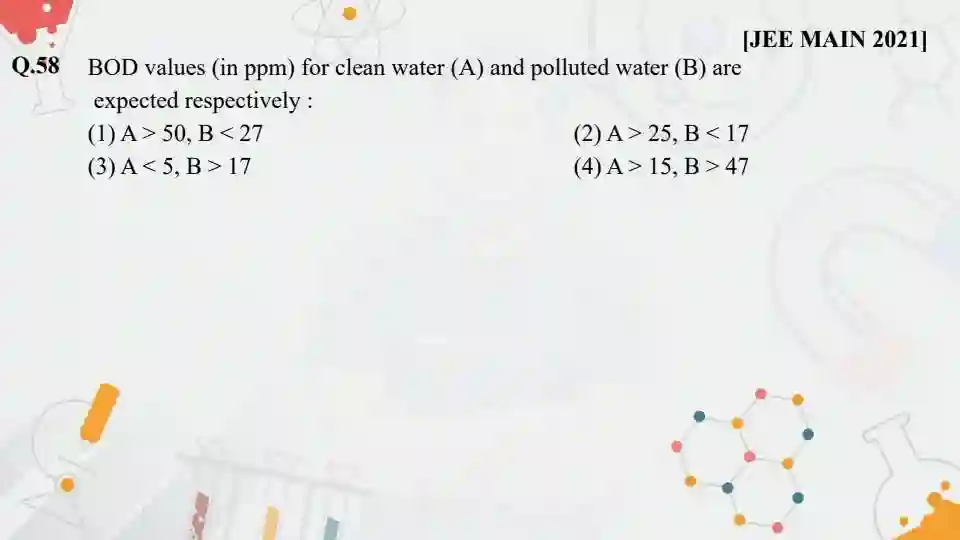 [JEE MAIN 2021]
Q.58 BOD values (in ppm) for clean water (A) and polluted water (B) are
expected respectively :
(1) A > 50, B < 27 (2) A > 25, B < 17
(3) A < 5, B > 17 (4) A > 15, B > 47